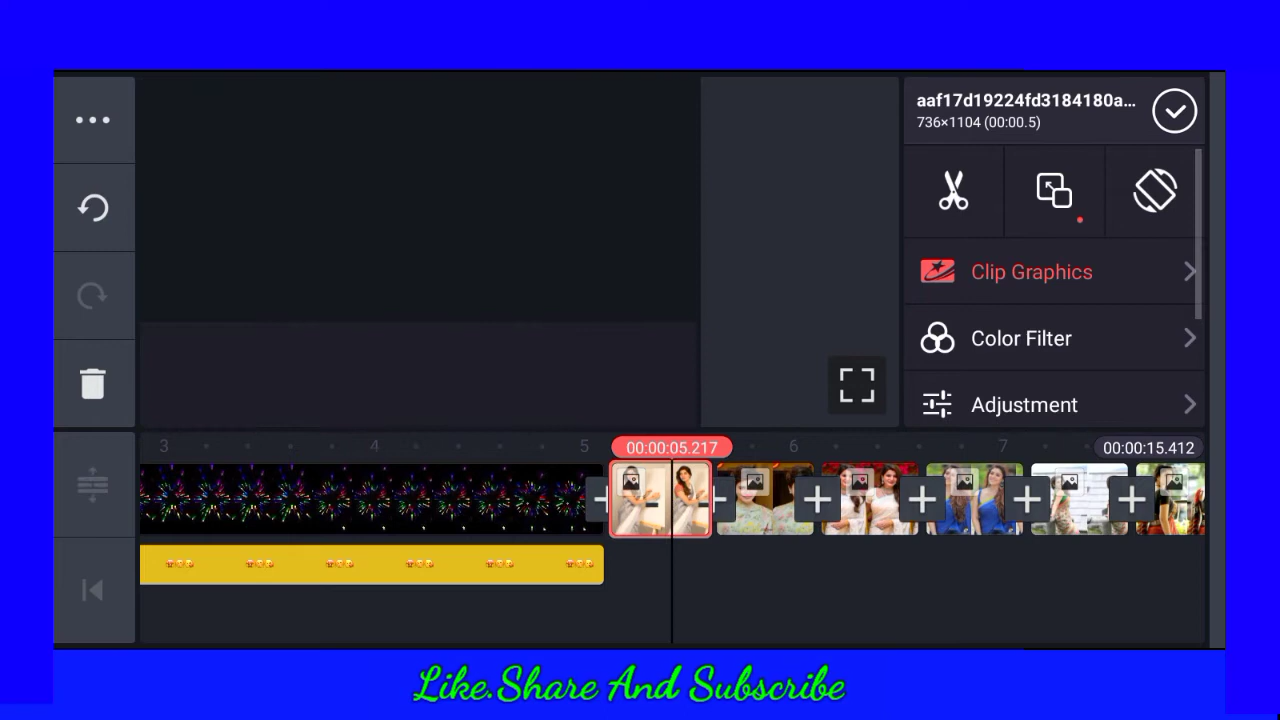 aaf17d19224fd3184180a...
736×1104 (00:00.5)
Clip Graphics
Color Filter
Adjustment
3 4 5 00:00:05.217 6 7 00:00:15.412
Like.Share And Subscribe